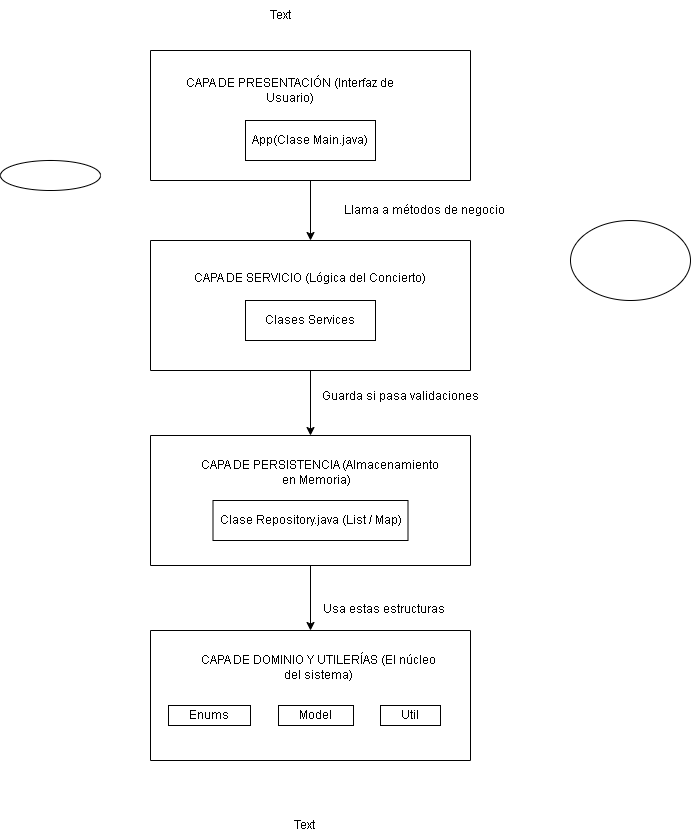 Text
CAPA DE PRESENTACIÓN (Interfaz de
Usuario)
App(Clase Main.java)
Llama a métodos de negocio
CAPA DE SERVICIO (Lógica del Concierto)
Clases Services
Guarda si pasa validaciones
CAPA DE PERSISTENCIA (Almacenamiento
en Memoria)
Clase Repository.java (List / Map)
Usa estas estructuras
CAPA DE DOMINIO Y UTILERÍAS (El núcleo
del sistema)
Enums
Model
Util
Text